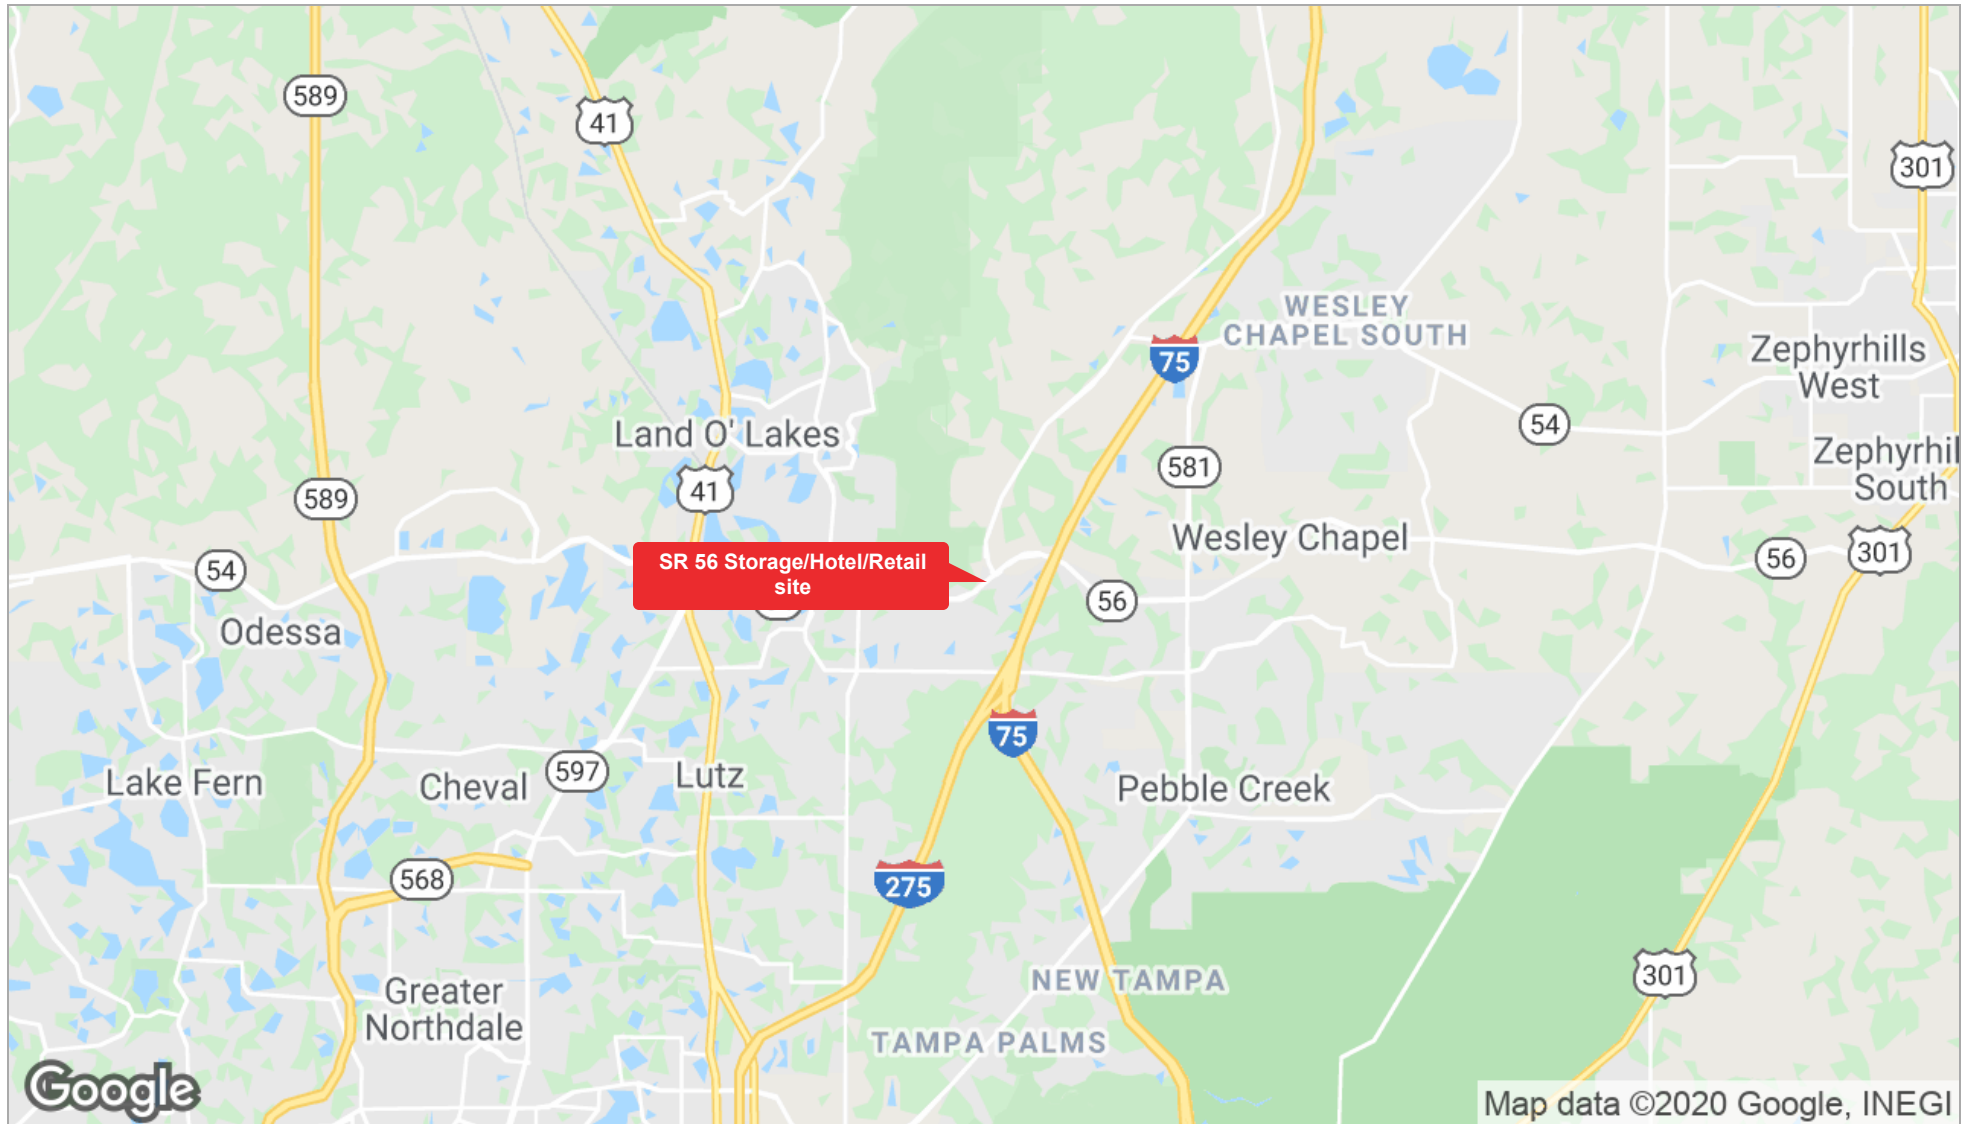 589
41
301
WESLEY
CHAPEL SOUTH
75
Zephyrhills
West
54
Land O' Lakes
581
Zephyrhil
South
41
589
Wesley Chapel
SR 56 Storage/Hotel/Retail
site
54
56
301
56
Odessa
75
Lake Fern
Cheval
597
Lutz
Pebble Creek
568
275
301
NEW TAMPA
Greater
Northdale
TAMPA PALMS
Google
Map data ©2020 Google, INEGI